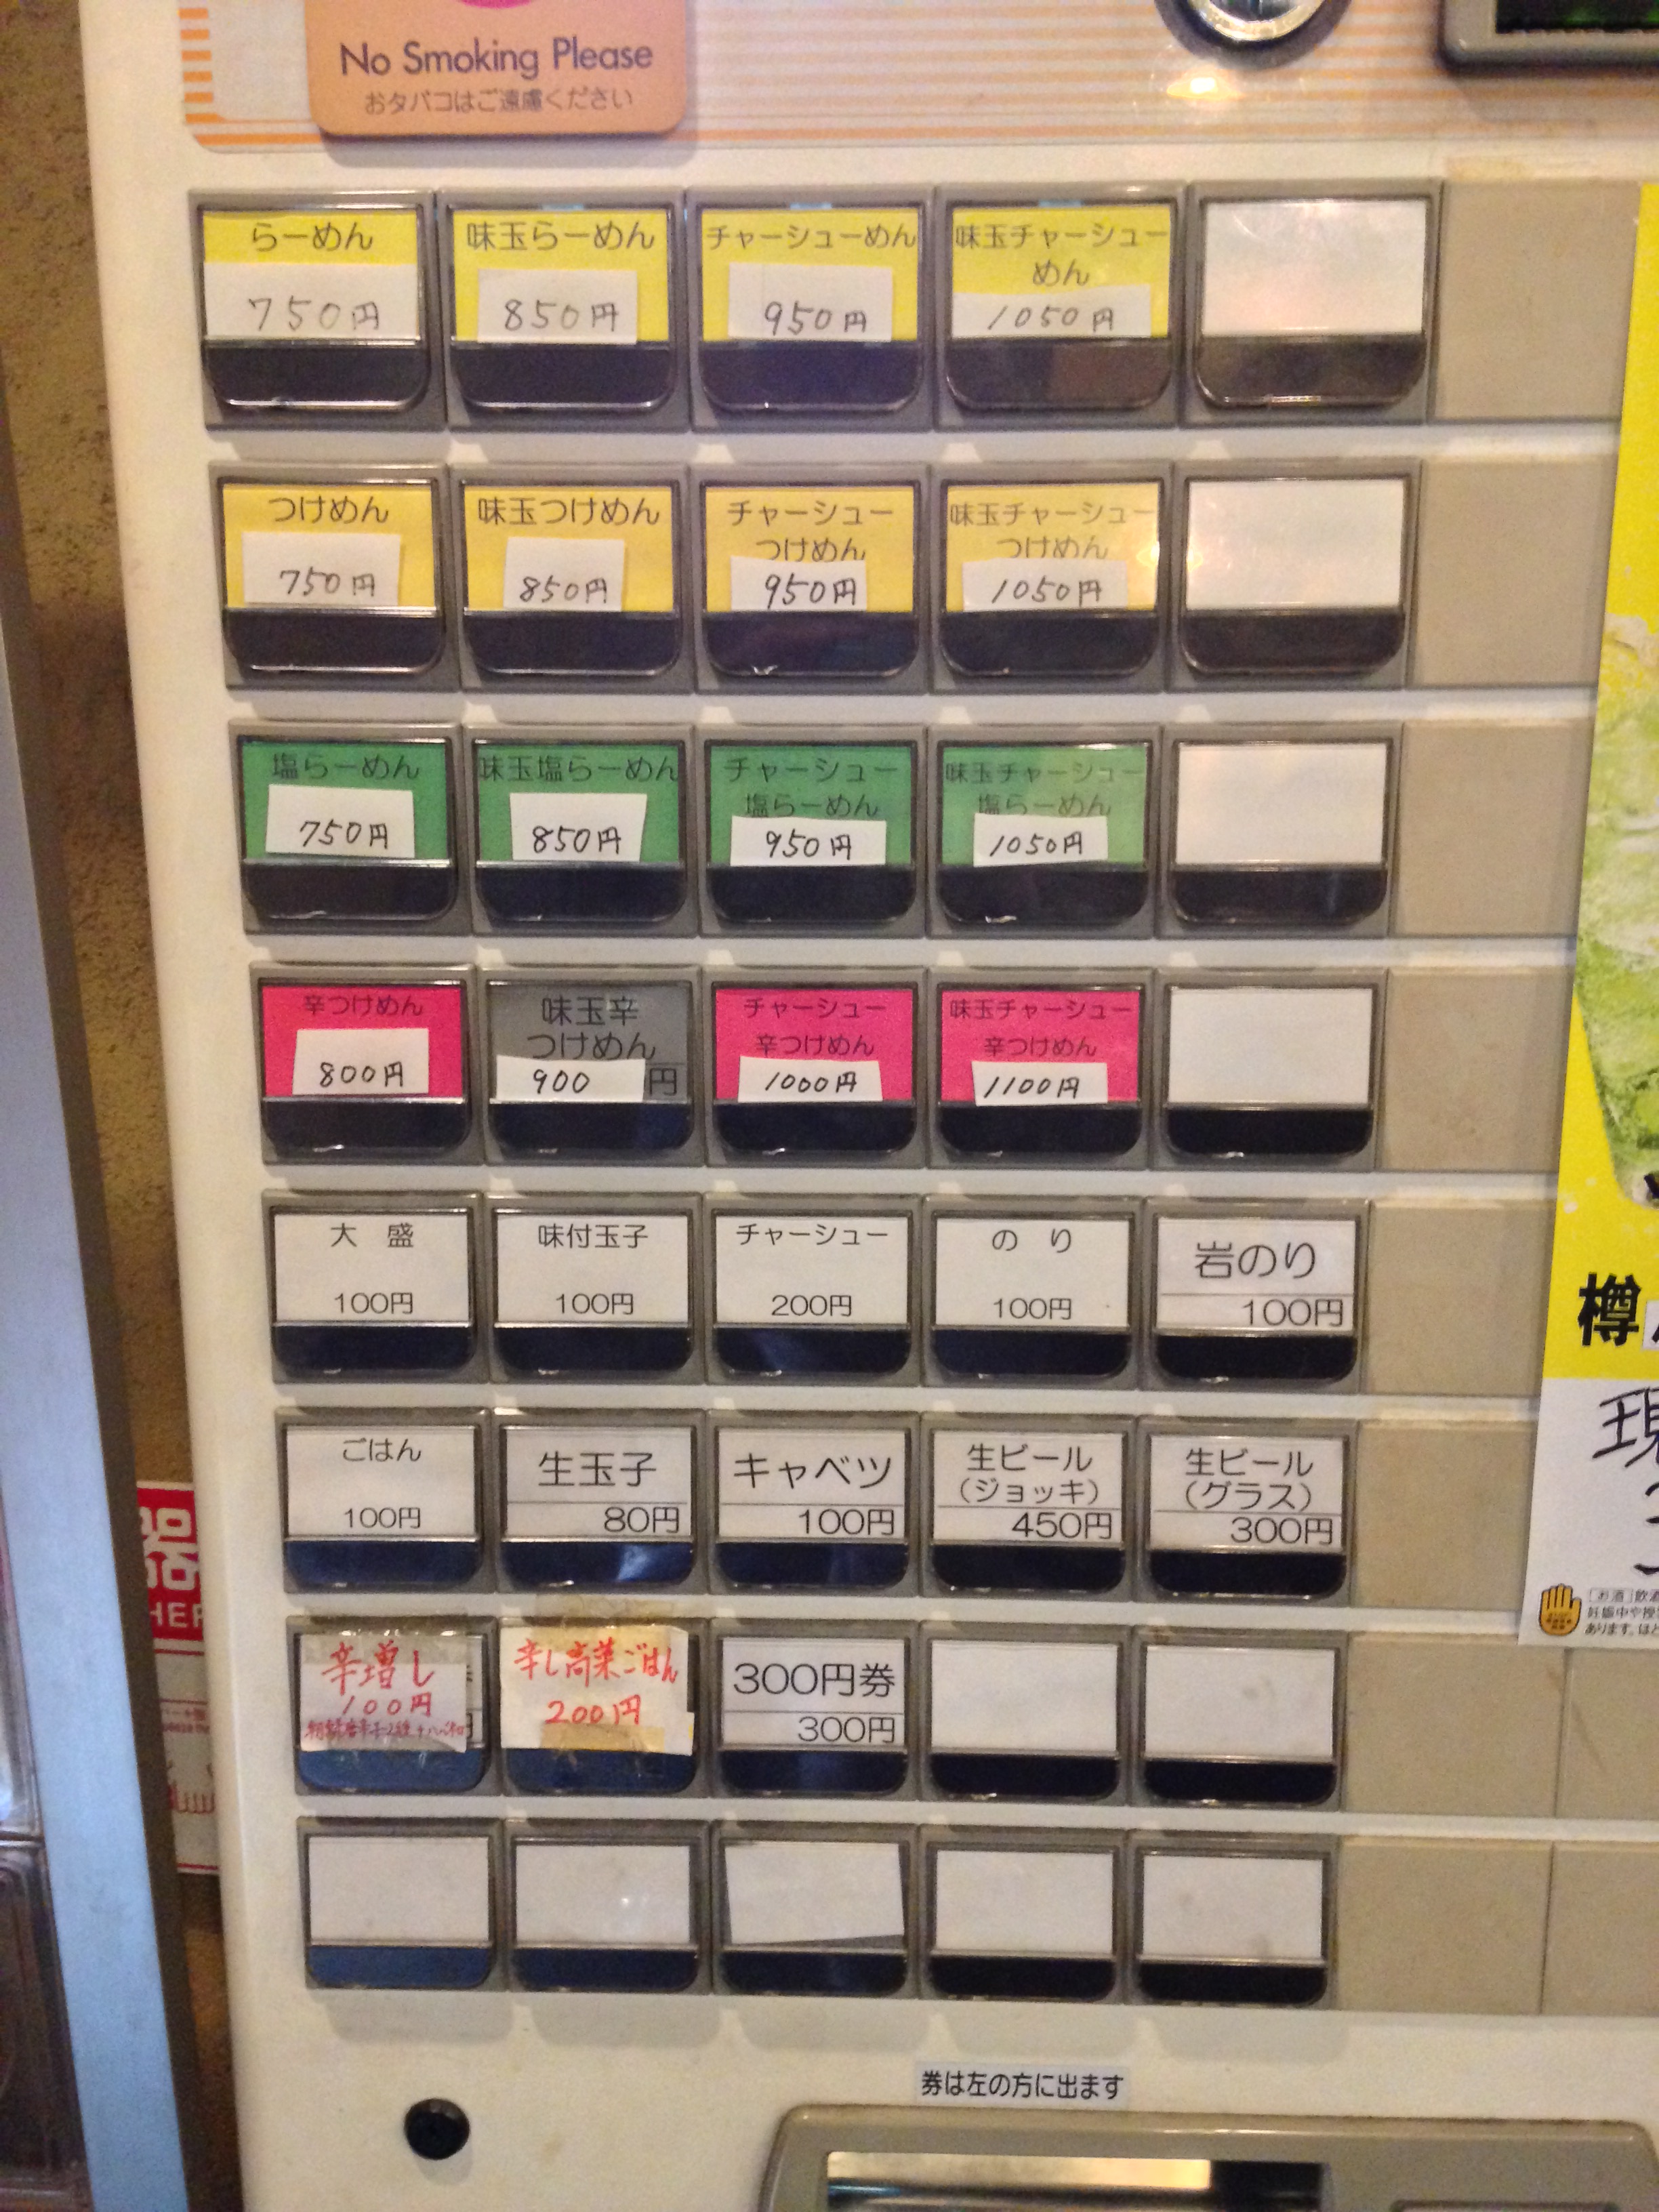 No Smoking Please
おタバコはご遠慮ください
らーめん
750円
味玉らーめん
850円
チャーシューめん
950円
味玉チャーシュー
めん
1050円
つけめん
750円
味玉つけめん
850円
チャーシュー
つけめん
950円
味玉チャーシュー
つけめん
1050円
塩らーめん
750円
味玉塩らーめん
850円
チャーシュー
塩らーめん
950円
味玉チャーシュー
塩らーめん
1050円
辛つけめん
800円
味玉辛
つけめん
900円
チャーシュー
辛つけめん
1000円
味玉チャーシュー
辛つけめん
1100円
大盛
100円
味付玉子
100円
チャーシュー
200円
のり
100円
岩のり
100円
ごはん
100円
生玉子
80円
キャベツ
100円
生ビール
(ジョッキ)
450円
生ビール
(グラス)
300円
辛増し
100円
辛し高菜ごはん
200円
300円券
300円
樽
現
お酒
妊娠中や授
あります。ほど
券は左の方に出ます